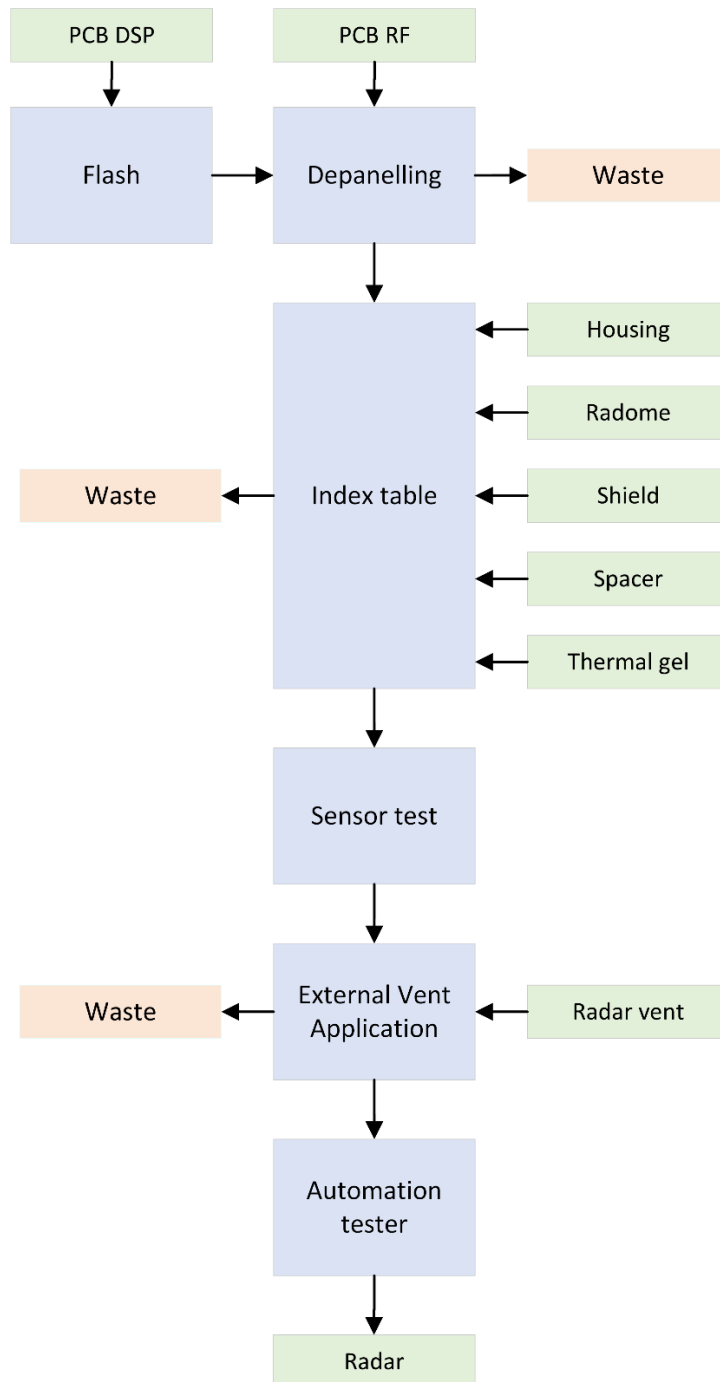 PCB DSP
PCB RF
Flash
Depanelling
Waste
Housing
Radome
Waste
Index table
Shield
Spacer
Thermal gel
Sensor test
Waste
External Vent
Application
Radar vent
Automation
tester
Radar